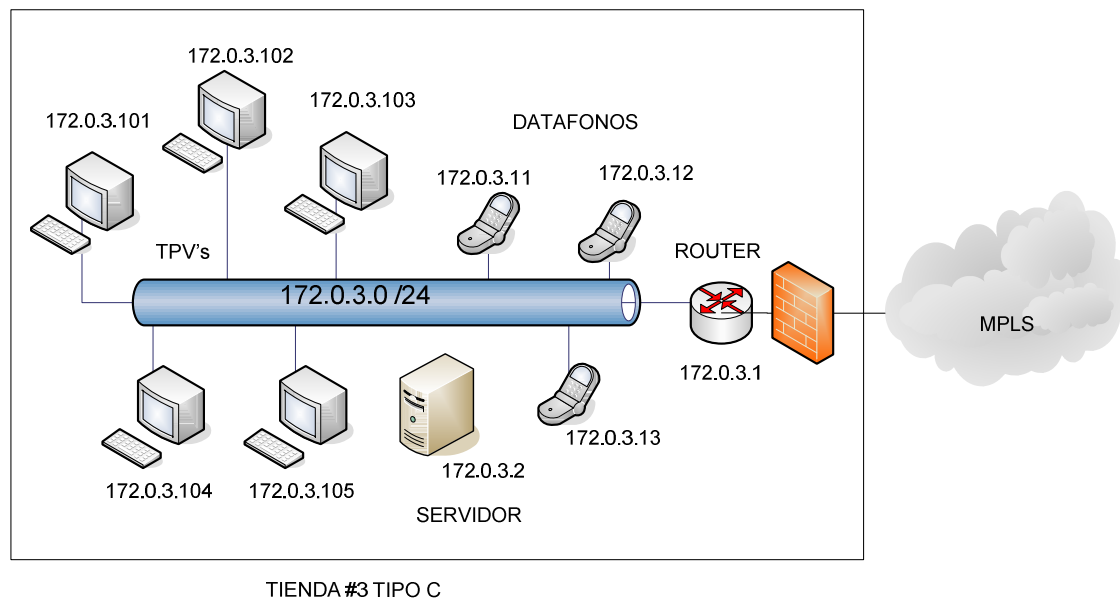 172.0.3.102
172.0.3.101
172.0.3.103
DATAFONOS
172.0.3.11
172.0.3.12
TPV's
ROUTER
172.0.3.0 /24
MPLS
172.0.3.1
172.0.3.104
172.0.3.105
172.0.3.2
172.0.3.13
SERVIDOR
TIENDA #3 TIPO C